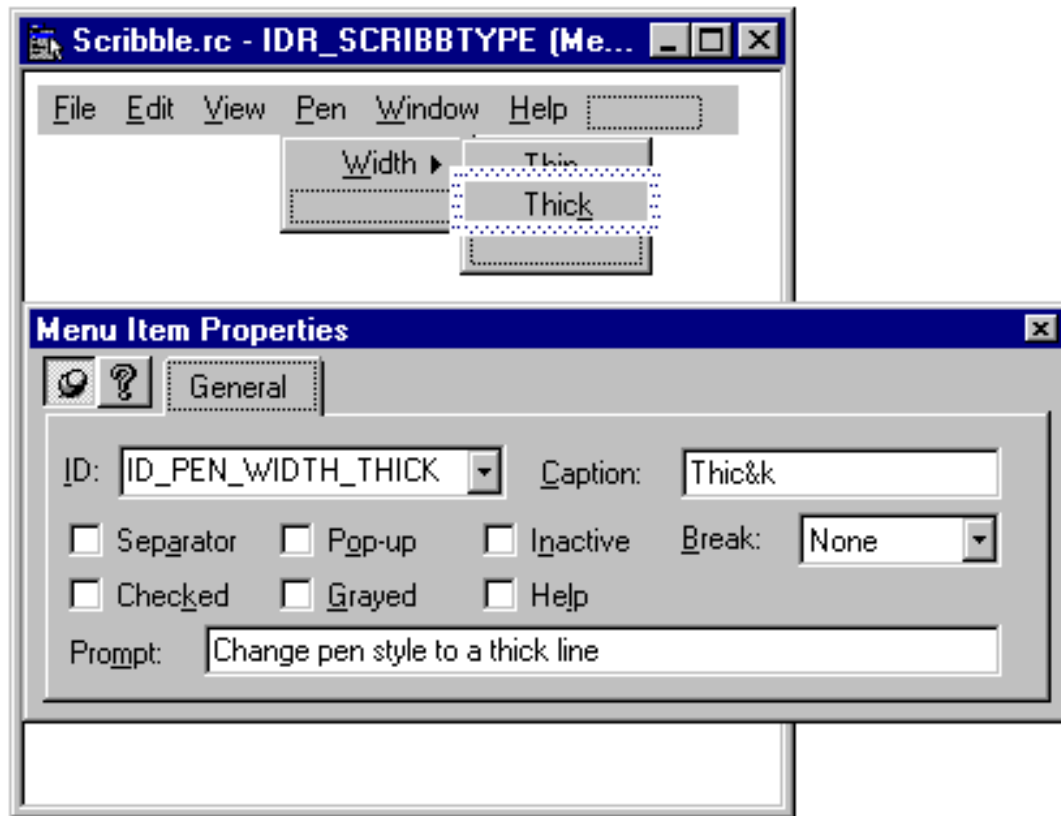 Scribble.rc - IDR_SCRIBBTYPE (Me...
File Edit View Pen Window Help
Width Thin
Thick
Menu Item Properties
General
ID: ID_PEN_WIDTH_THICK Caption: Thic&k
Separator Pop-up Inactive Break: None
Checked Grayed Help
Prompt: Change pen style to a thick line